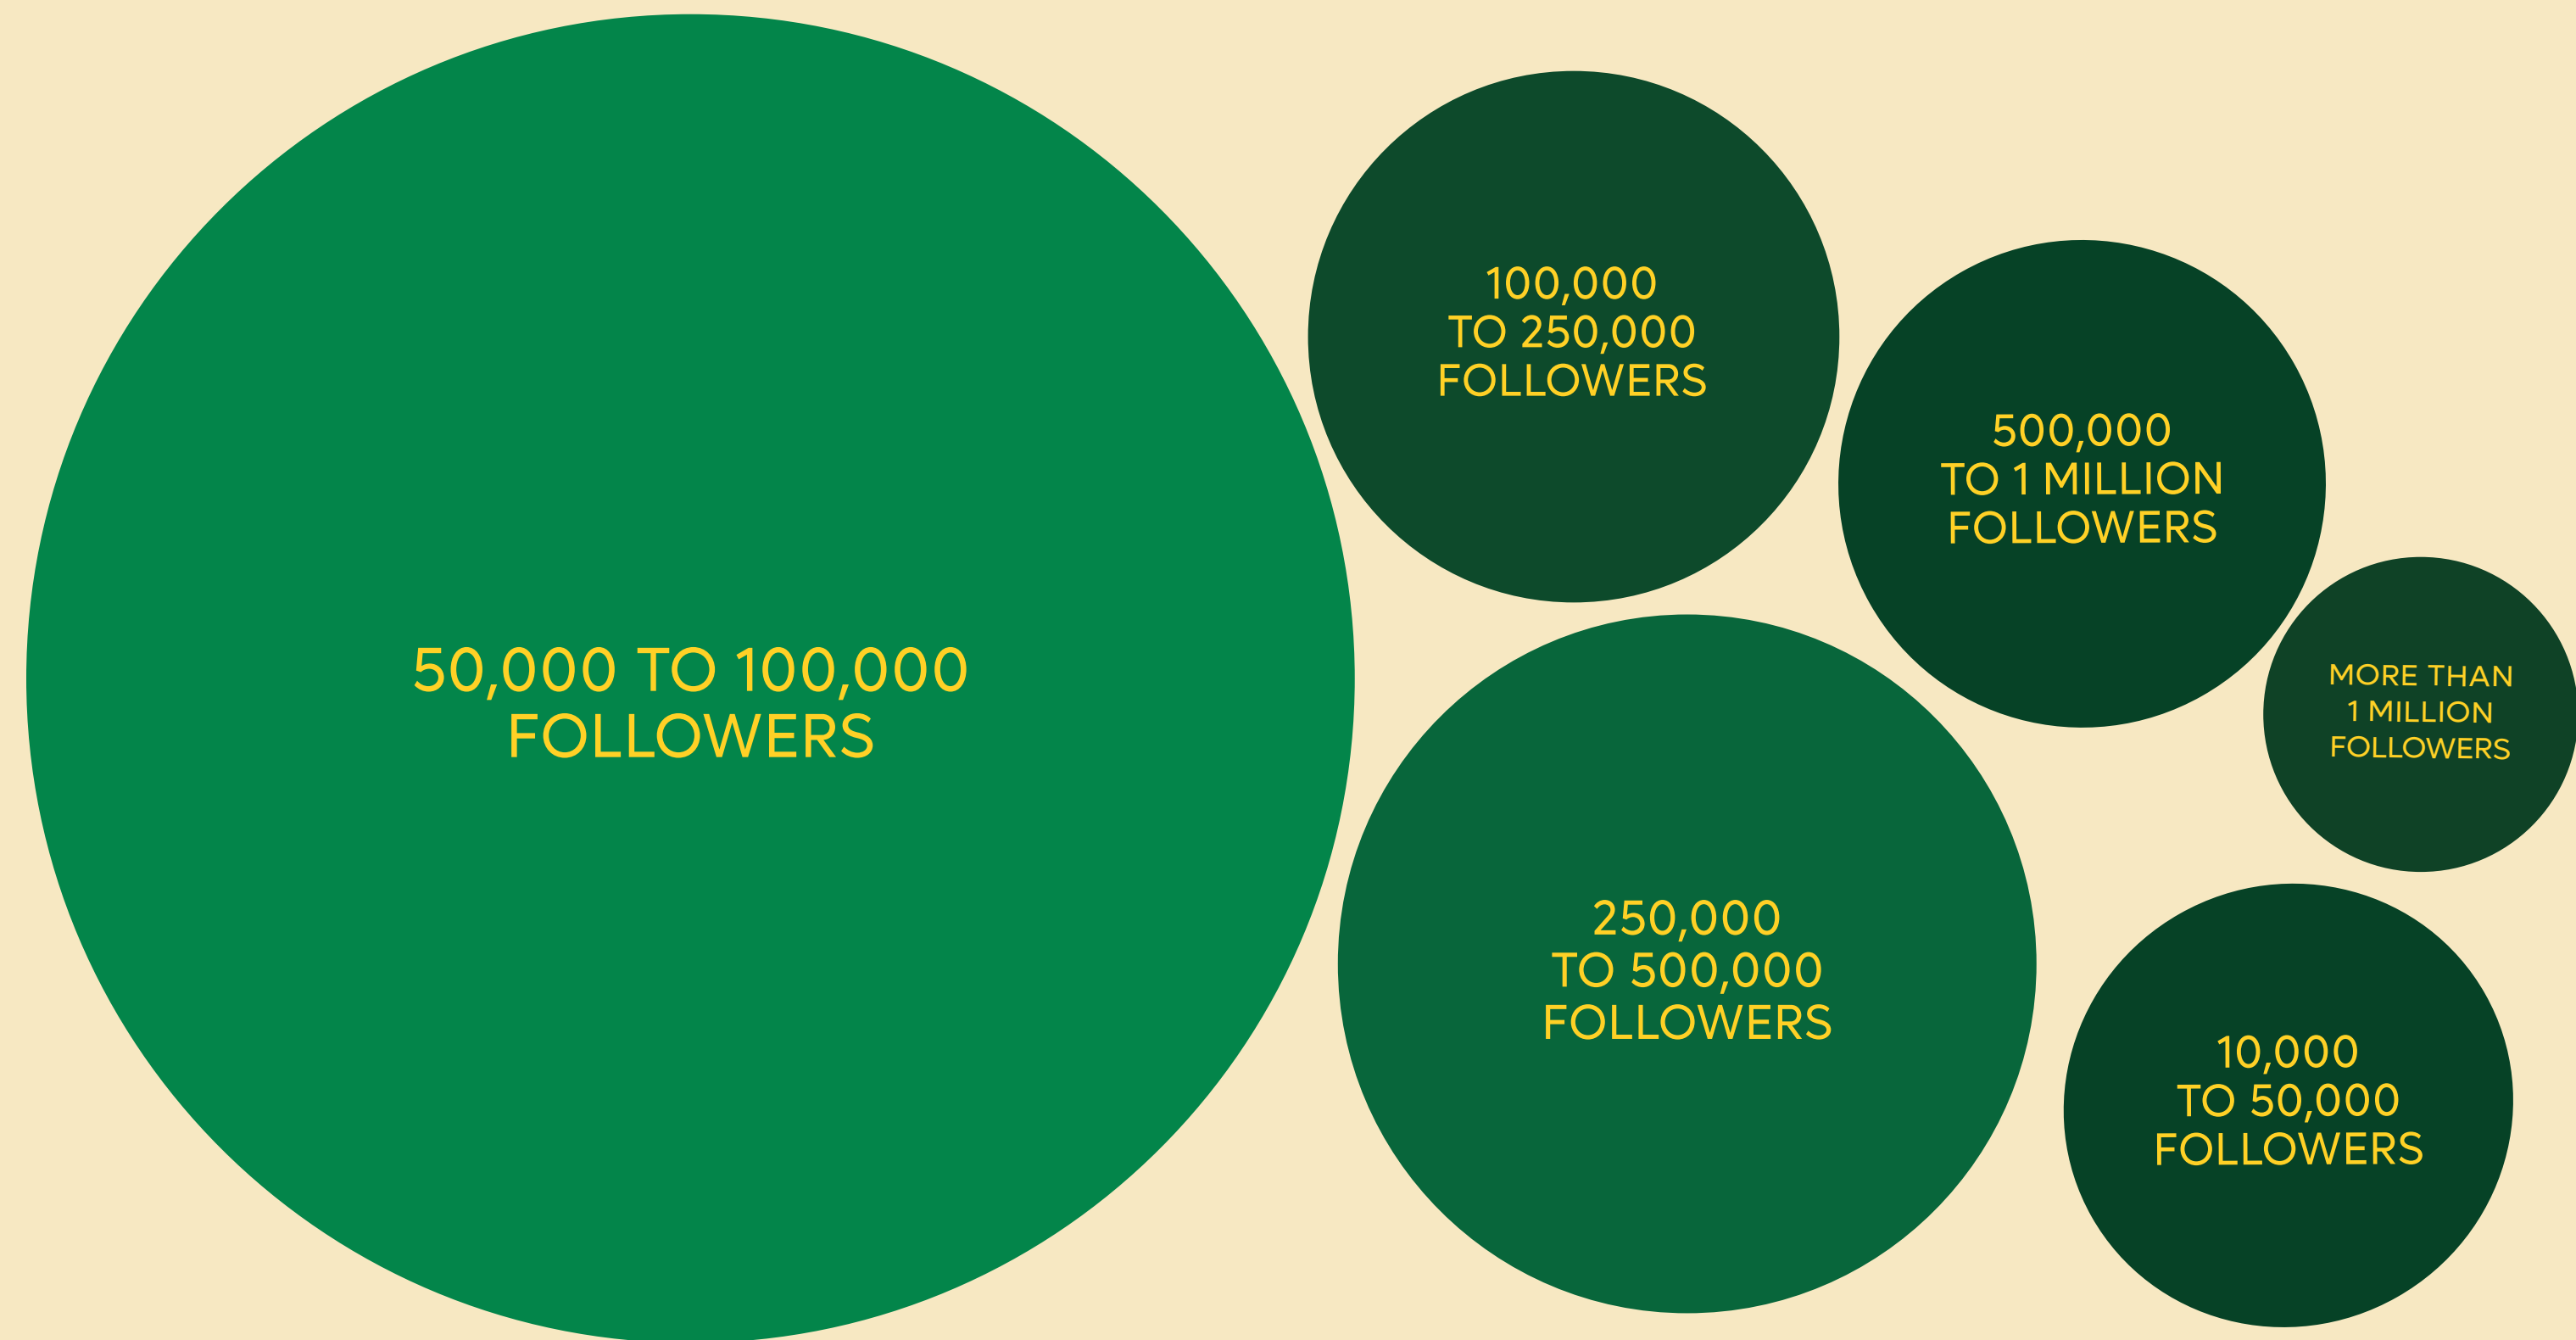 50,000 TO 100,000
FOLLOWERS
100,000
TO 250,000
FOLLOWERS
500,000
TO 1 MILLION
FOLLOWERS
MORE THAN
1 MILLION
FOLLOWERS
250,000
TO 500,000
FOLLOWERS
10,000
TO 50,000
FOLLOWERS